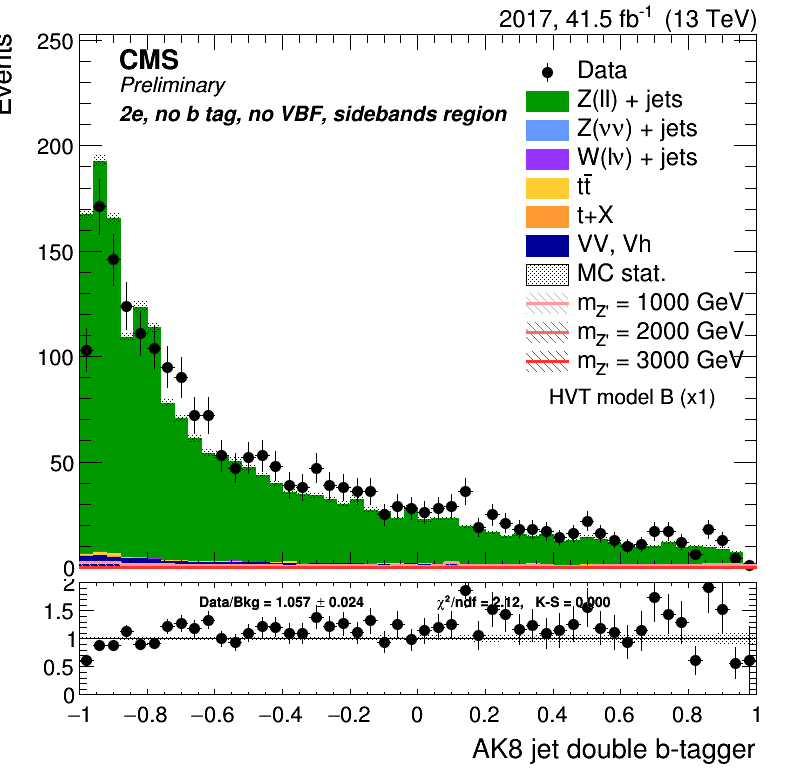 2017, 41.5 fb⁻¹ (13 TeV)
Events
CMS
Preliminary
2e, no b tag, no VBF, sidebands region
Data
Z(ll) + jets
Z(νν) + jets
W(lν) + jets
tt̄
t+X
VV, Vh
MC stat.
m_Z' = 1000 GeV
m_Z' = 2000 GeV
m_Z' = 3000 GeV
HVT model B (x1)
250
200
150
100
50
0
Data/Bkg = 1.057 ± 0.024 χ²/ndf = 2.12, K-S = 0.000
2
1.5
1
0.5
0
−1 −0.8 −0.6 −0.4 −0.2 0 0.2 0.4 0.6 0.8 1
AK8 jet double b-tagger